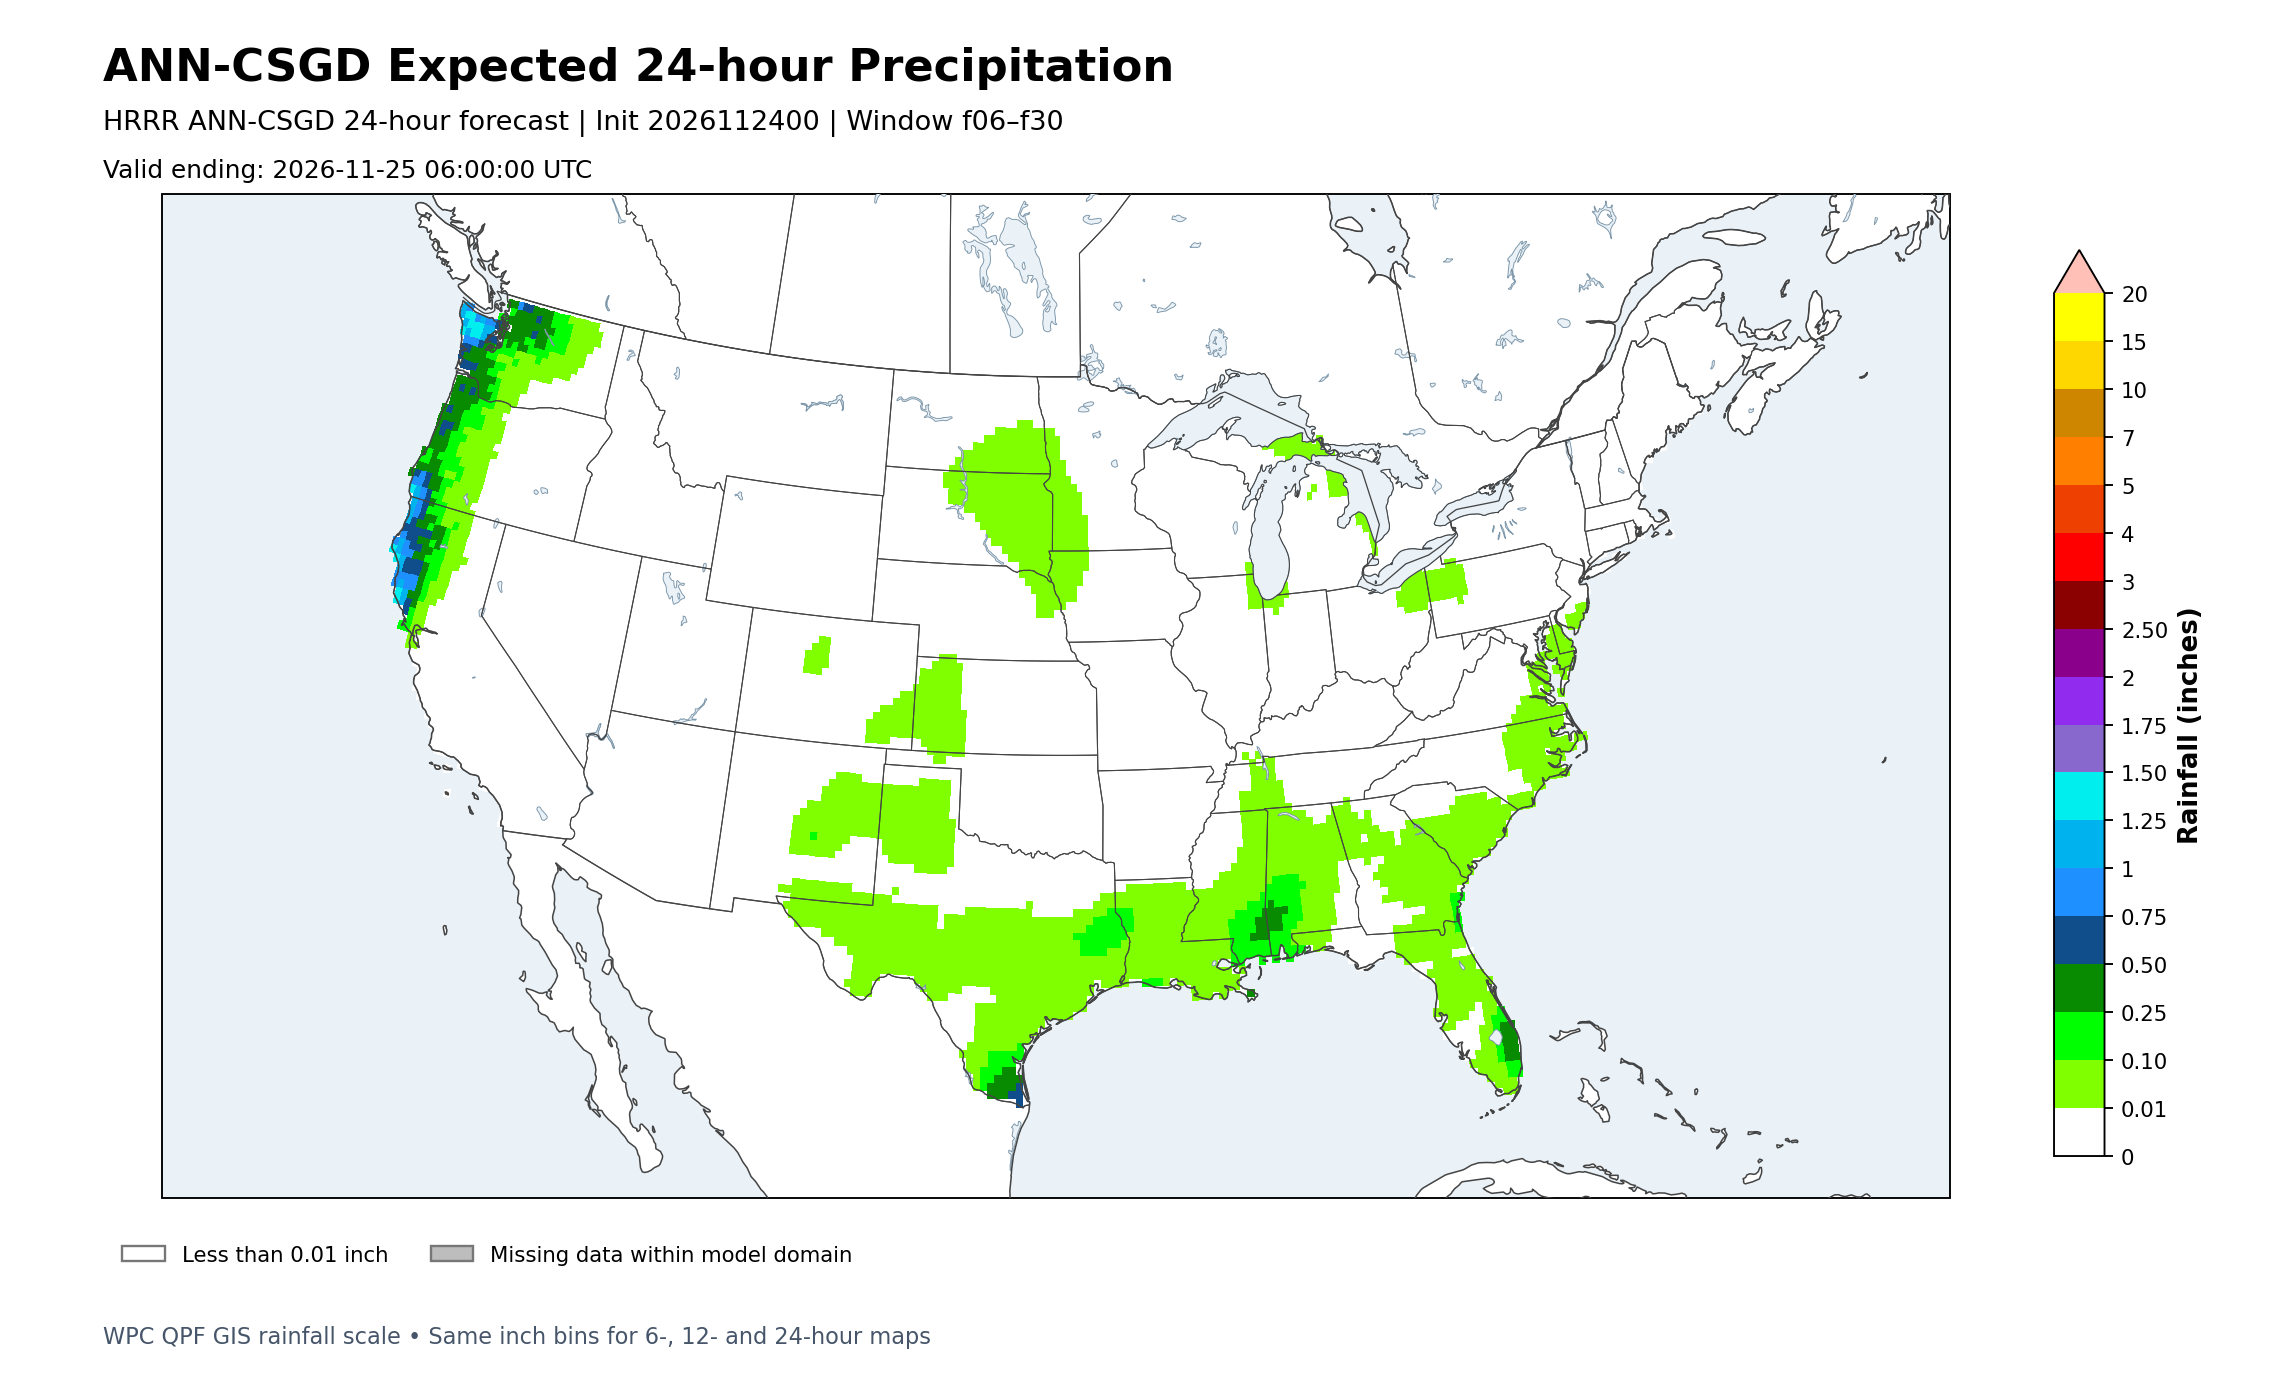 ANN-CSGD Expected 24-hour Precipitation
HRRR ANN-CSGD 24-hour forecast | Init 2026112400 | Window f06–f30
Valid ending: 2026-11-25 06:00:00 UTC
20
15
10
7
5
4
3
2.50
2
1.75
1.50
1.25
1
0.75
0.50
0.25
0.10
0.01
0
Rainfall (inches)
Less than 0.01 inch
Missing data within model domain
WPC QPF GIS rainfall scale • Same inch bins for 6-, 12- and 24-hour maps